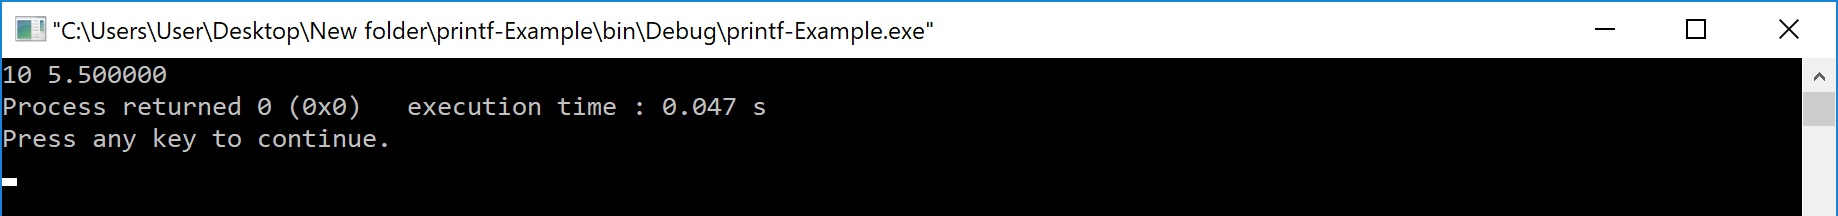 "C:\Users\User\Desktop\New folder\printf-Example\bin\Debug\printf-Example.exe"
10 5.500000
Process returned 0 (0x0)   execution time : 0.047 s
Press any key to continue.